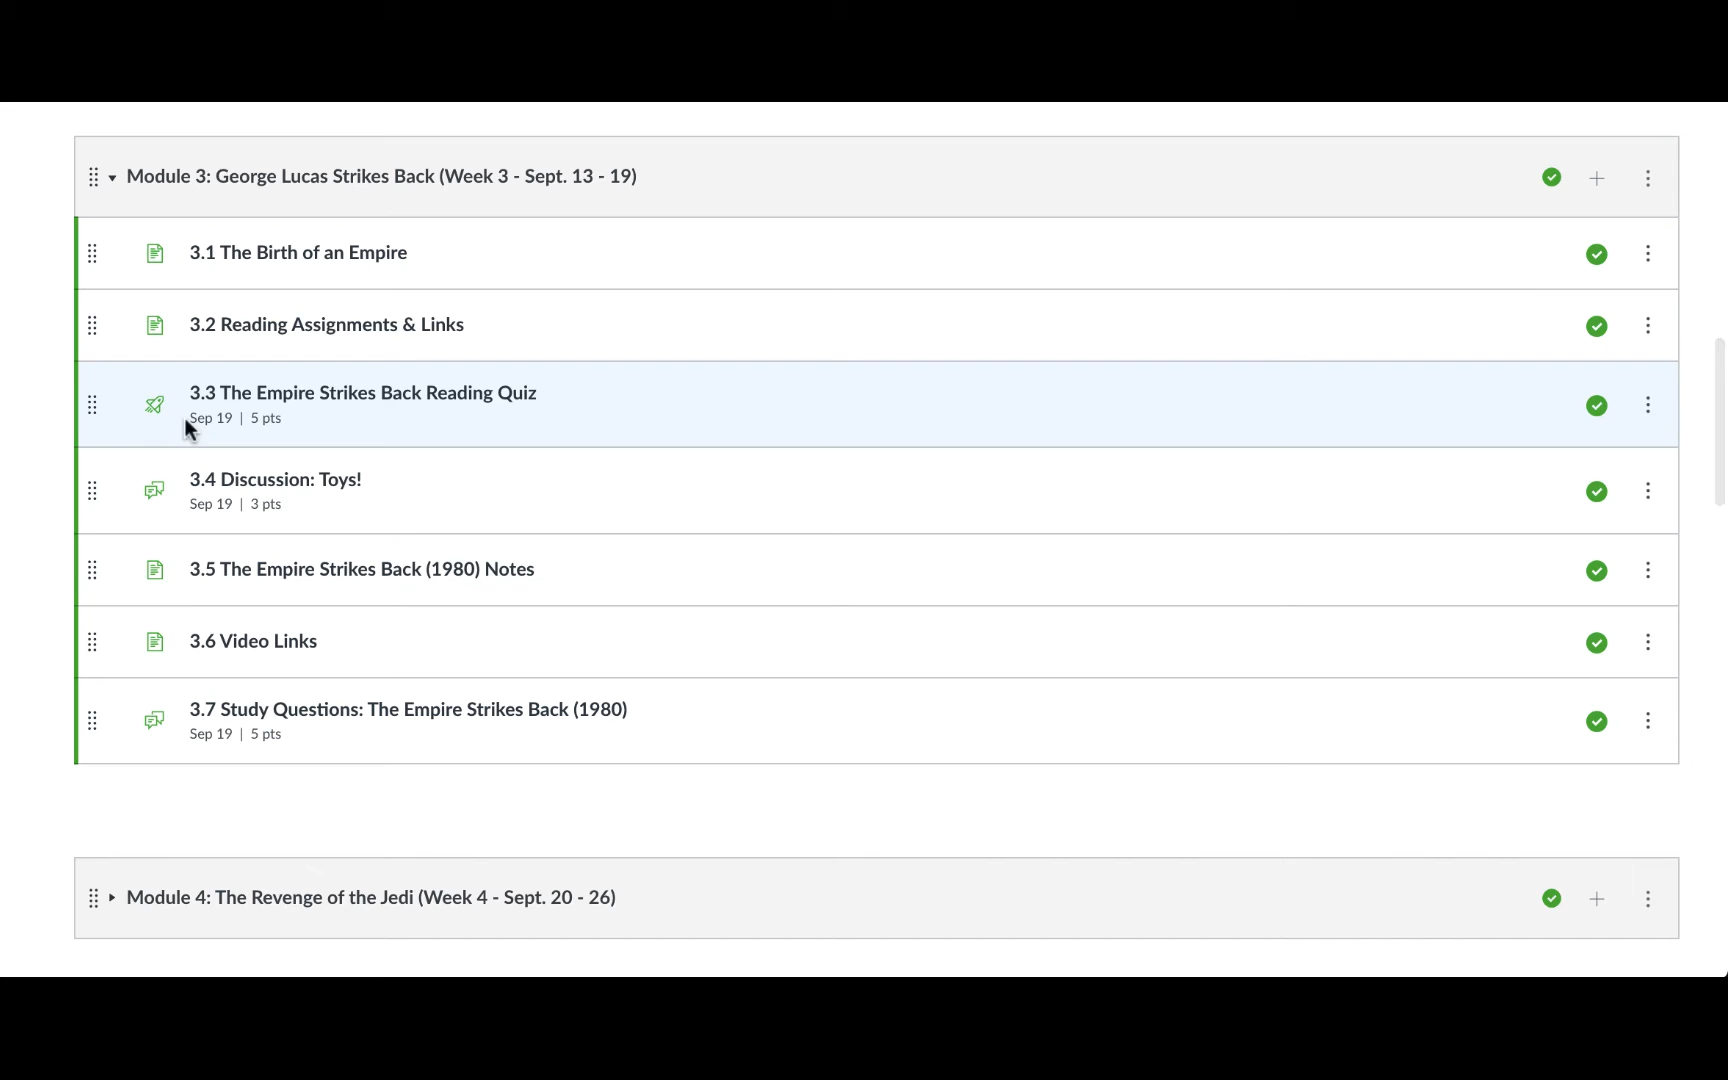 Module 3: George Lucas Strikes Back (Week 3 - Sept. 13 - 19)
3.1 The Birth of an Empire
3.2 Reading Assignments & Links
3.3 The Empire Strikes Back Reading Quiz
Sep 19 | 5 pts
3.4 Discussion: Toys!
Sep 19 | 3 pts
3.5 The Empire Strikes Back (1980) Notes
3.6 Video Links
3.7 Study Questions: The Empire Strikes Back (1980)
Sep 19 | 5 pts
Module 4: The Revenge of the Jedi (Week 4 - Sept. 20 - 26)